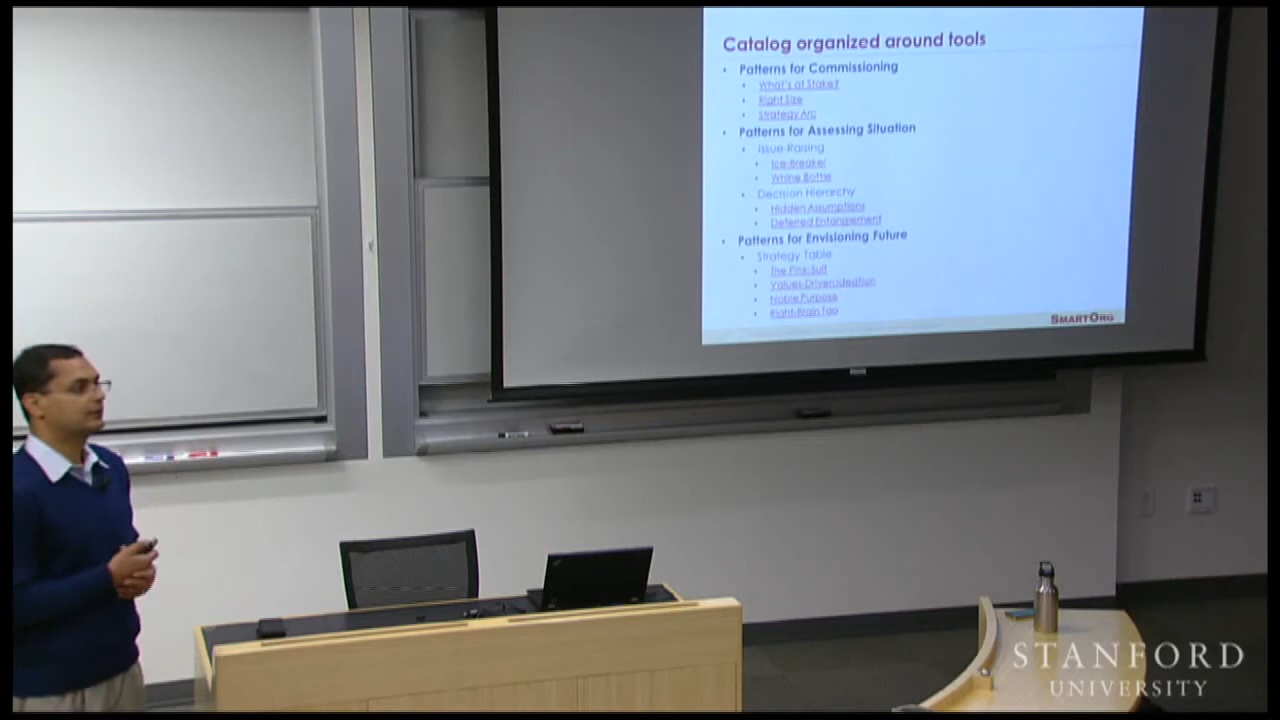 Catalog organized around tools
• Patterns for Commissioning
• What's at Stake?
• Right Size
• Strategy Arc
• Patterns for Assessing Situation
• Issue-Raising
• Ice-Breaker
• Whine Bottle
• Decision Hierarchy
• Hidden Assumptions
• Deferred Entanglement
• Patterns for Envisioning Future
• Strategy Table
• The Pink-Suit
• Values-Driven Ideation
• Noble Purpose
• Right-Brain Tap
SMARTORG
STANFORD
UNIVERSITY